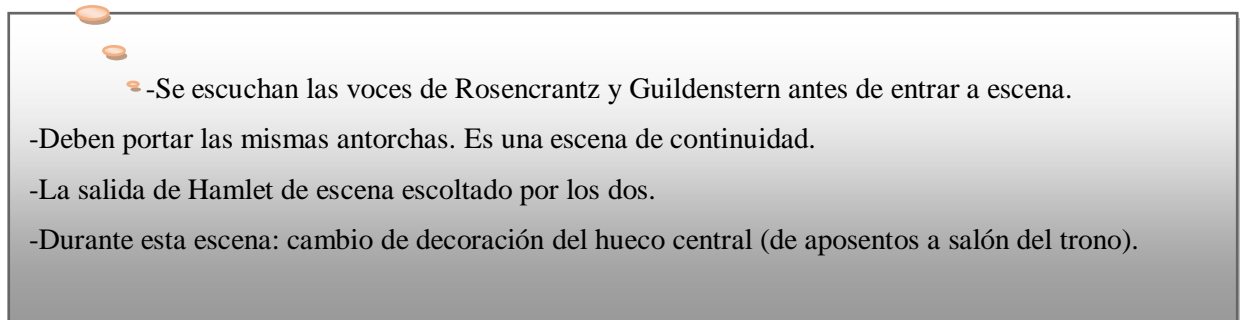 -Se escuchan las voces de Rosencrantz y Guildenstern antes de entrar a escena.
-Deben portar las mismas antorchas. Es una escena de continuidad.
-La salida de Hamlet de escena escoltado por los dos.
-Durante esta escena: cambio de decoración del hueco central (de aposentos a salón del trono).